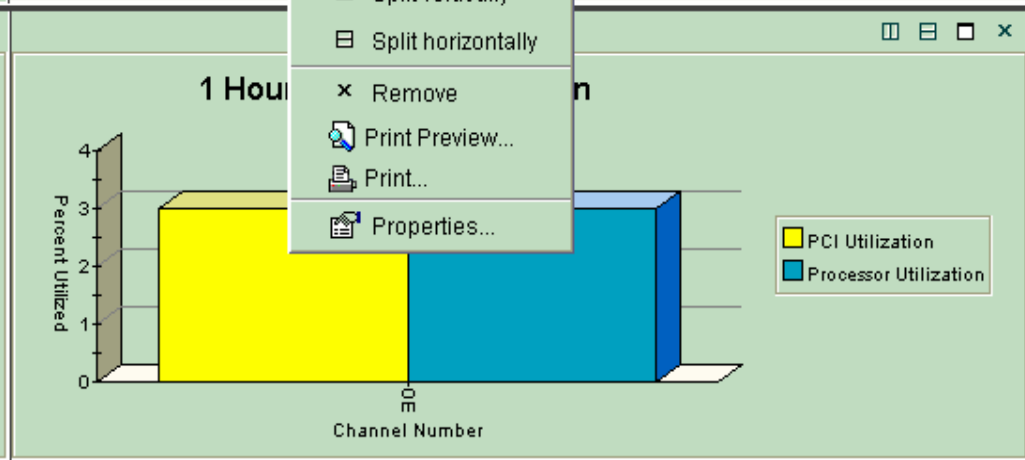 Split horizontally
1 Hour
Remove
Print Preview...
Print...
Properties...
4
3
2
1
0
Percent Utilized
0E
Channel Number
PCI Utilization
Processor Utilization